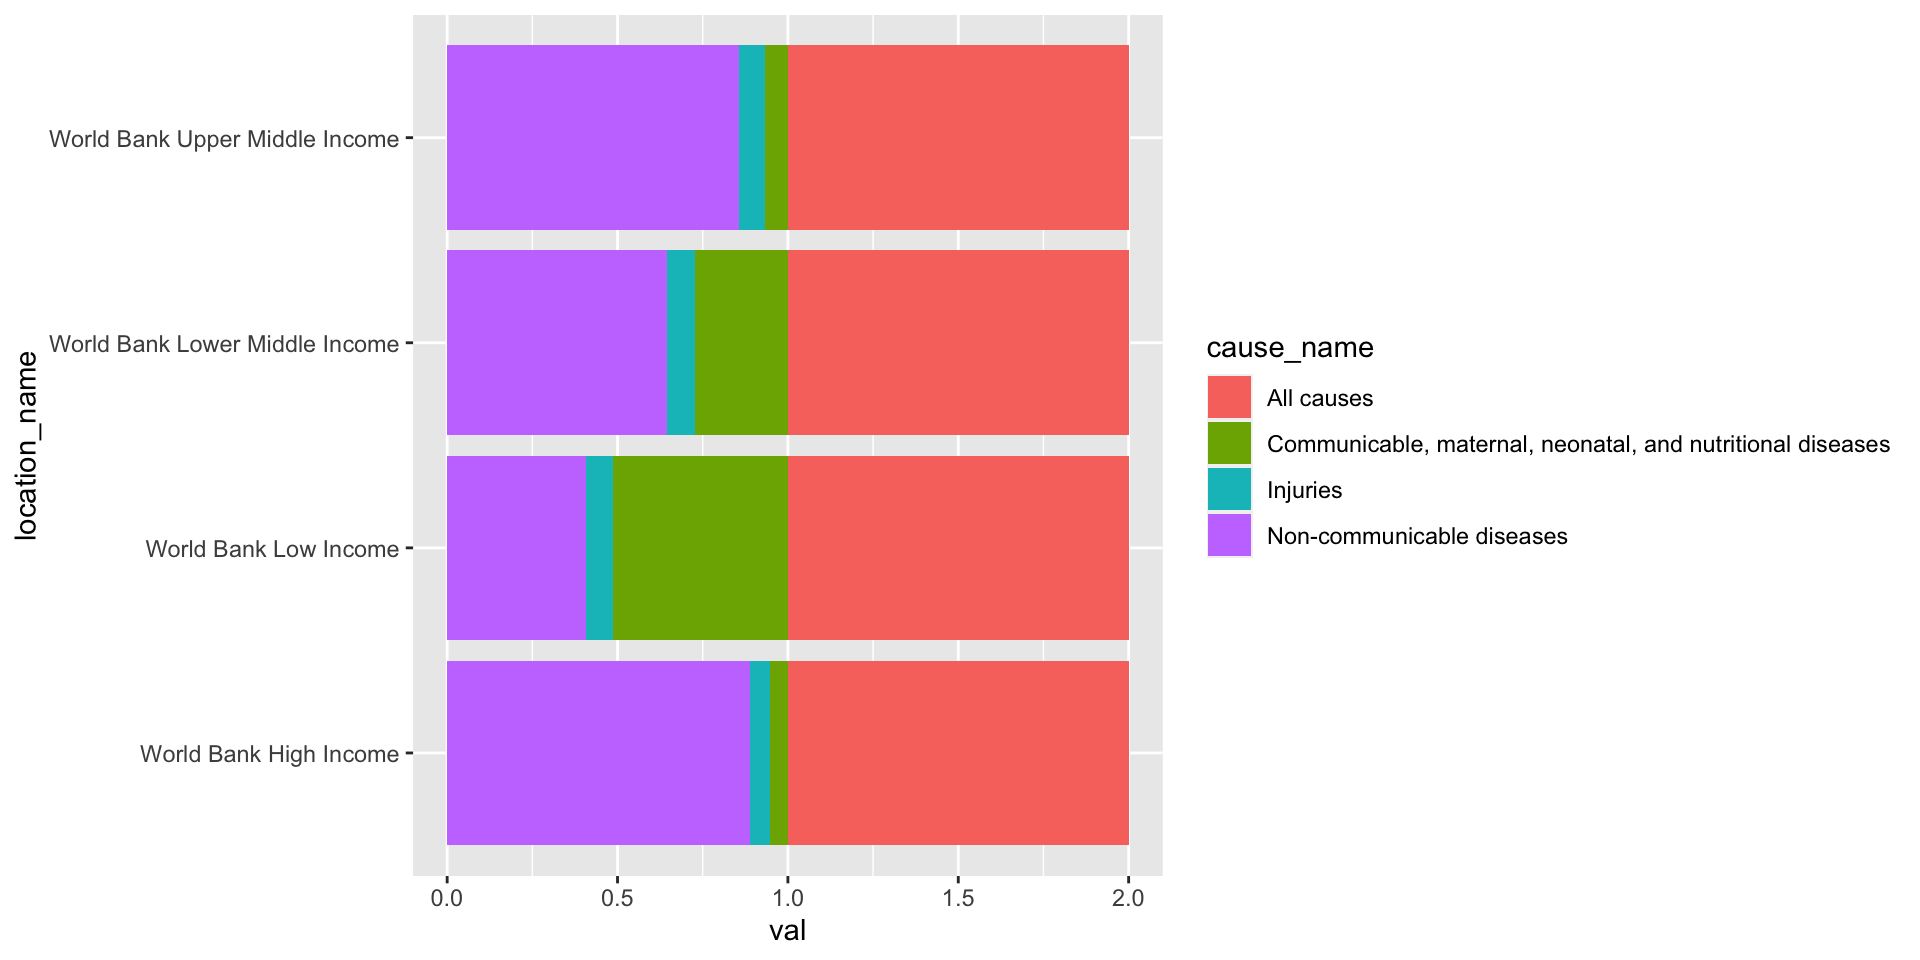 location_name
World Bank Upper Middle Income
World Bank Lower Middle Income
World Bank Low Income
World Bank High Income
0.0 0.5 1.0 1.5 2.0
val
cause_name
All causes
Communicable, maternal, neonatal, and nutritional diseases
Injuries
Non-communicable diseases